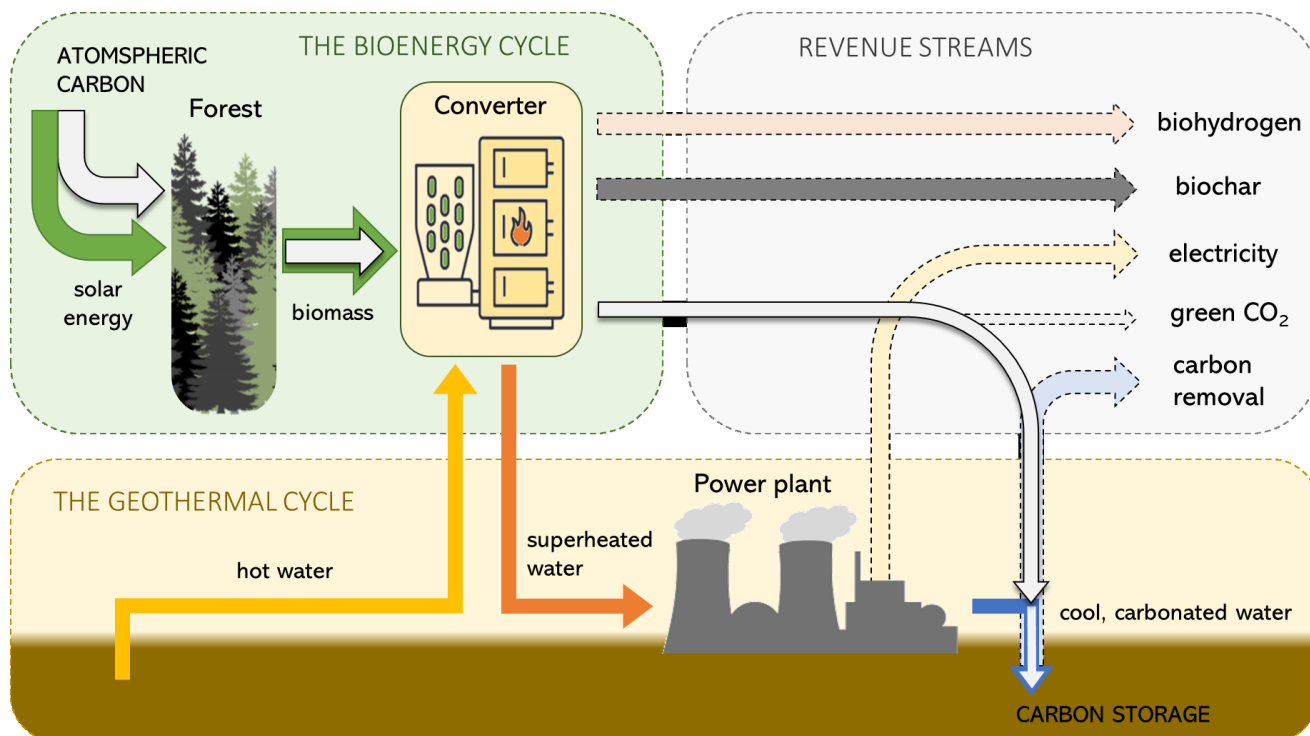 THE BIOENERGY CYCLE
REVENUE STREAMS
ATOMSPHERIC
CARBON
Forest
Converter
solar
energy
biomass
biohydrogen
biochar
electricity
green CO₂
carbon
removal
THE GEOTHERMAL CYCLE
Power plant
hot water
superheated
water
cool, carbonated water
CARBON STORAGE